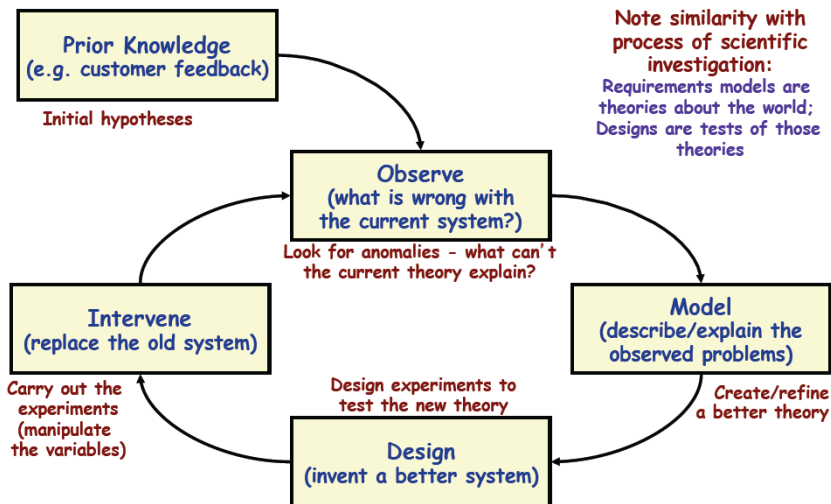 Prior Knowledge
(e.g. customer feedback)
Initial hypotheses
Note similarity with
process of scientific
investigation:
Requirements models are
theories about the world;
Designs are tests of those
theories
Observe
(what is wrong with
the current system?)
Look for anomalies - what can't
the current theory explain?
Model
(describe/explain the
observed problems)
Create/refine
a better theory
Design experiments to
test the new theory
Design
(invent a better system)
Intervene
(replace the old system)
Carry out the
experiments
(manipulate
the variables)